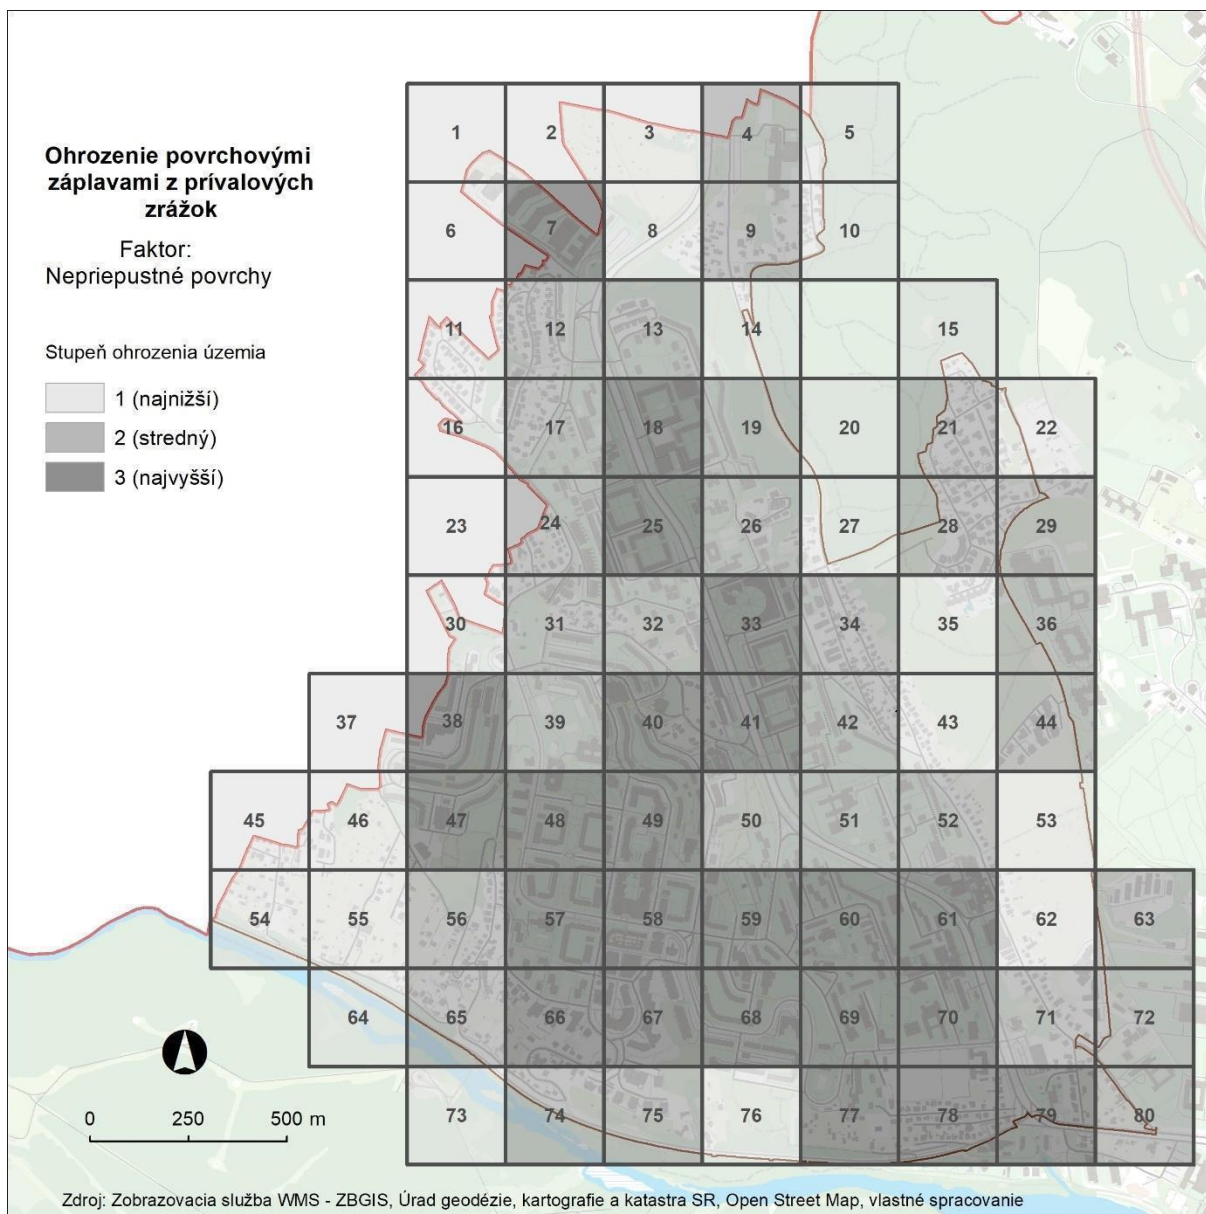 Ohrozenie povrchovými
záplavami z prívalových
zrážok
Faktor:
Nepriepustné povrchy
Stupeň ohrozenia územia
1 (najnižší)
2 (stredný)
3 (najvyšší)
1 2 3 4 5
6 7 8 9 10
11 12 13 14 15
16 17 18 19 20 21 22
23 24 25 26 27 28 29
30 31 32 33 34 35 36
37 38 39 40 41 42 43 44
45 46 47 48 49 50 51 52 53
54 55 56 57 58 59 60 61 62 63
64 65 66 67 68 69 70 71 72
73 74 75 76 77 78 79 80
0 250 500 m
Zdroj: Zobrazovacia služba WMS - ZBGIS, Úrad geodézie, kartografie a katastra SR, Open Street Map, vlastné spracovanie